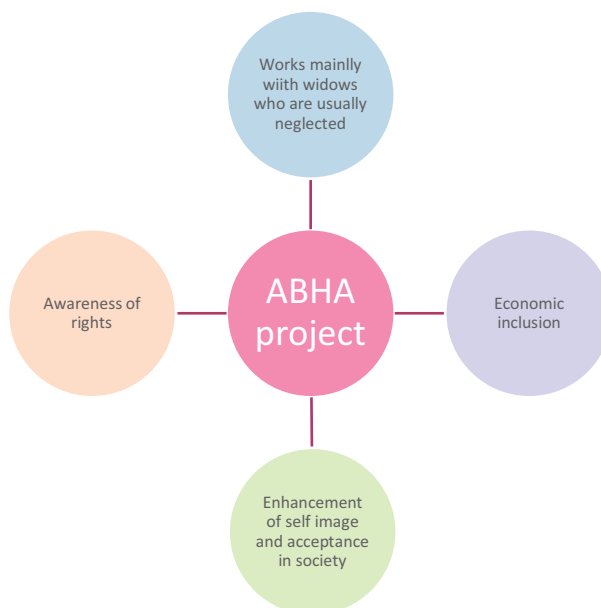 Works mainlly
wiith widows
who are usually
neglected
Awareness of
rights
ABHA
project
Economic
inclusion
Enhancement
of self image
and acceptance
in society